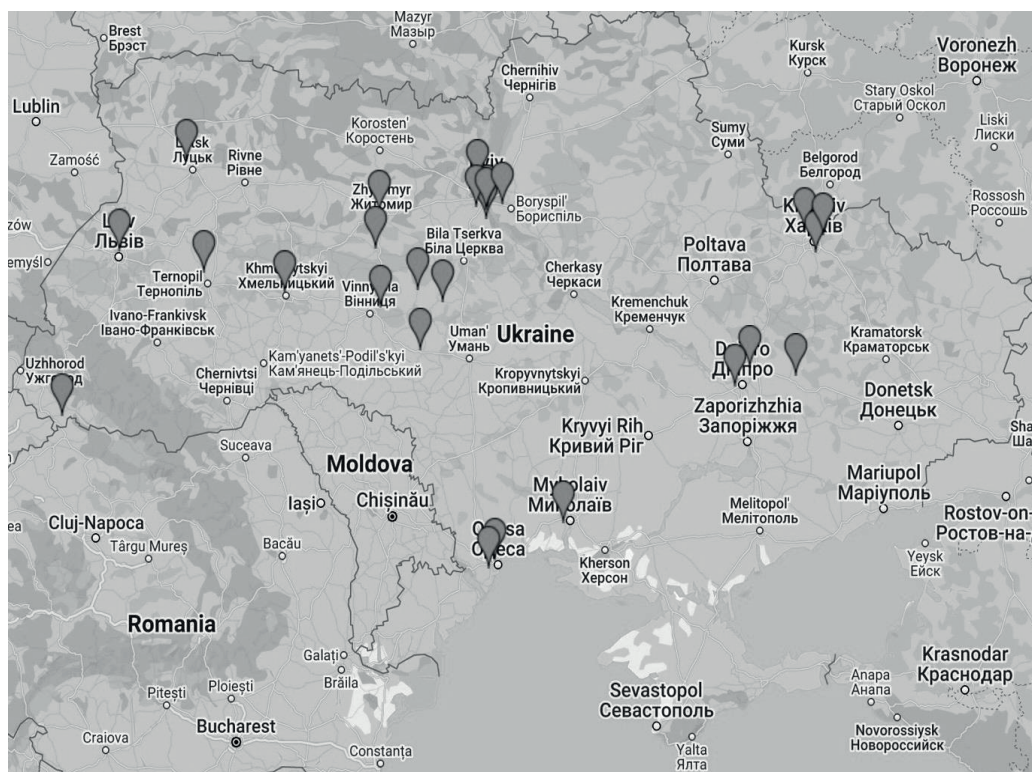 Mazyr
Мазыр
Brest
Брэст
Kursk
Курск
Voronezh
Воронеж
Chernihiv
Чернігів
Stary Oskol
Старый Оскол
Lublin
Korosten'
Коростень
Sumy
Суми
Liski
Лиски
Zamość
Луцьк
Rivne
Рівне
Belgorod
Белгород
Житомир
Boryspil'
Бориспіль
Rossosh
Россошь
Львів
Bila Tserkva
Біла Церква
Poltava
Полтава
Ternopil
Тернопіль
Хмельницький
Вінниця
Cherkasy
Черкаси
Ivano-Frankivsk
Івано-Франківськ
Kremenchuk
Кременчук
Uman'
Умань
Ukraine
Kramatorsk
Краматорськ
Uzhhorod
Kam'yanets'-Podil's'kyi
Кам'янець-Подільський
Chernivtsi
Чернівці
Kropyvnytskyi
Кропивницький
Zaporizhzhia
Запоріжжя
Donetsk
Донецьк
Suceava
Kryvyi Rih
Кривий Ріг
Moldova
Mariupol
Маріуполь
Iași
Chișinău
Melitopol'
Мелітополь
Cluj-Napoca
Târgu Mureș
Bacău
Kherson
Херсон
Rostov-on-
Ростов-на-
Yeysk
Ейск
Romania
Galați
Brăila
Krasnodar
Краснодар
Pitești
Ploiești
Sevastopol
Севастополь
Anapa
Анапа
Bucharest
Novorossiysk
Новороссийск
Craiova
Constanța
Yalta
Ялта